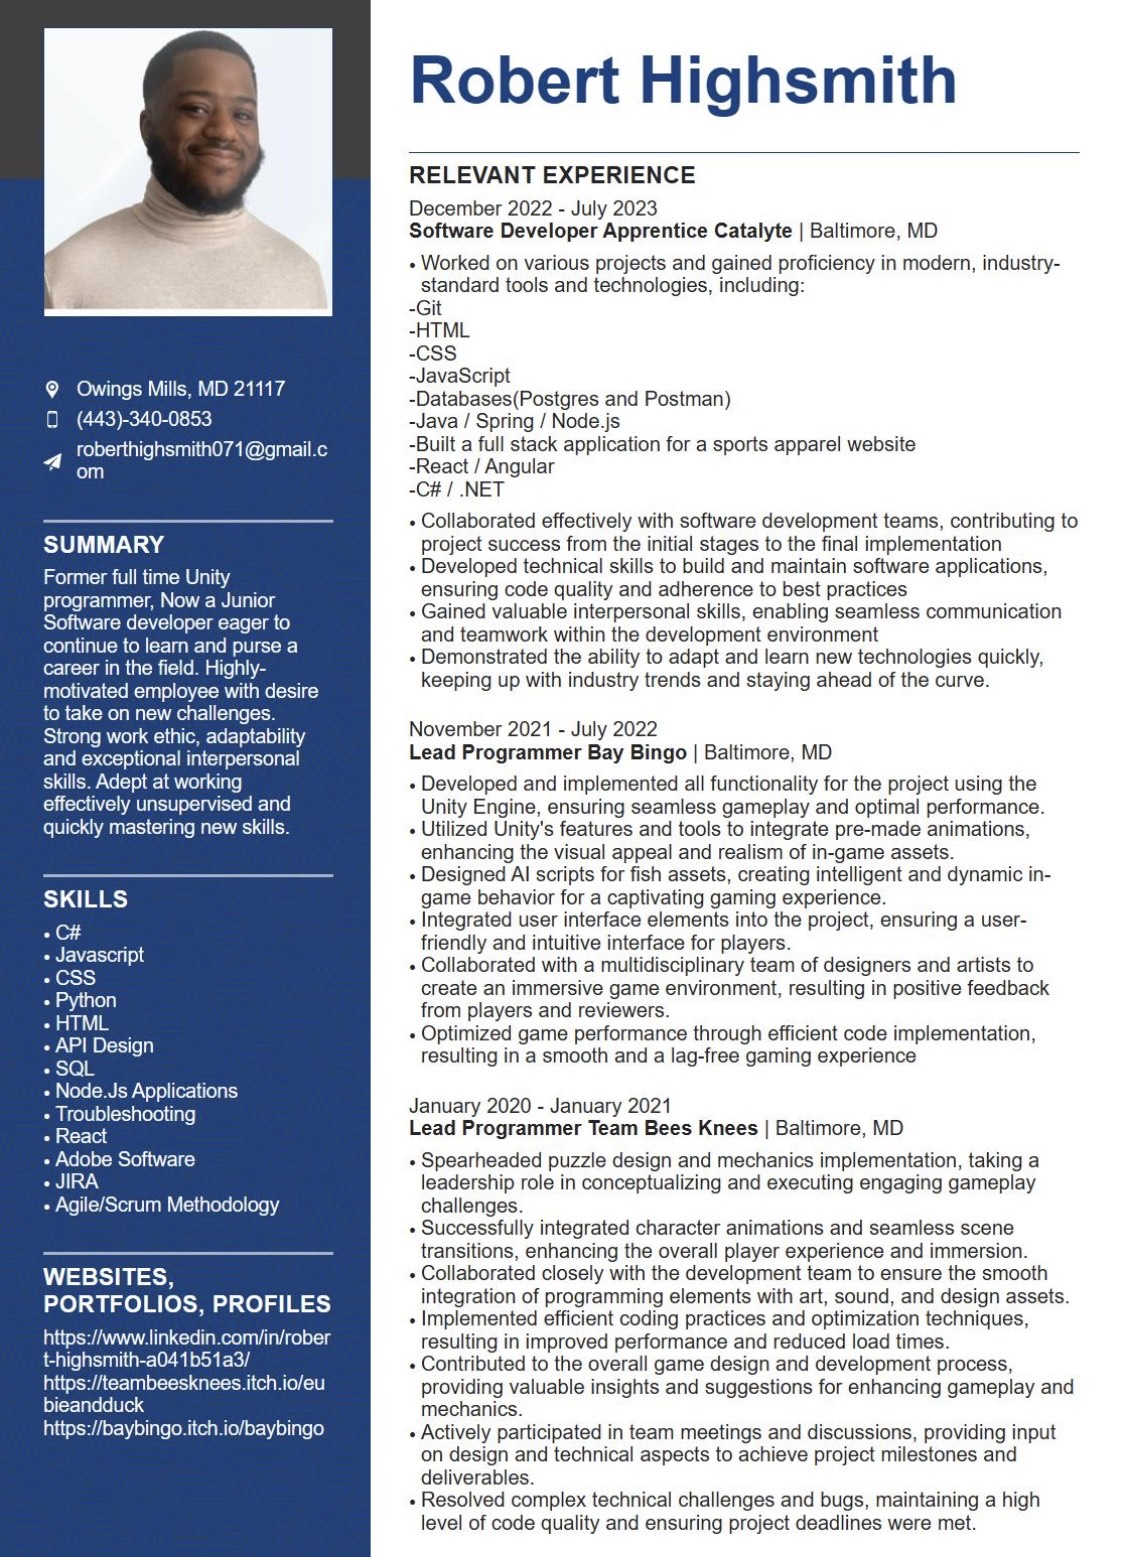 Robert Highsmith
Owings Mills, MD 21117
(443)-340-0853
roberthighsmith071@gmail.c
om
SUMMARY
Former full time Unity
programmer, Now a Junior
Software developer eager to
continue to learn and purse a
career in the field. Highly-
motivated employee with desire
to take on new challenges.
Strong work ethic, adaptability
and exceptional interpersonal
skills. Adept at working
effectively unsupervised and
quickly mastering new skills.
SKILLS
• C#
• Javascript
• CSS
• Python
• HTML
• API Design
• SQL
• Node.Js Applications
• Troubleshooting
• React
• Adobe Software
• JIRA
• Agile/Scrum Methodology
WEBSITES,
PORTFOLIOS, PROFILES
https://www.linkedin.com/in/rober
t-highsmith-a041b51a3/
https://teambeesknees.itch.io/eu
bieandduck
https://baybingo.itch.io/baybingo
RELEVANT EXPERIENCE
December 2022 - July 2023
Software Developer Apprentice Catalyte | Baltimore, MD
• Worked on various projects and gained proficiency in modern, industry-
standard tools and technologies, including:
-Git
-HTML
-CSS
-JavaScript
-Databases(Postgres and Postman)
-Java / Spring / Node.js
-Built a full stack application for a sports apparel website
-React / Angular
-C# / .NET
• Collaborated effectively with software development teams, contributing to
project success from the initial stages to the final implementation
• Developed technical skills to build and maintain software applications,
ensuring code quality and adherence to best practices
• Gained valuable interpersonal skills, enabling seamless communication
and teamwork within the development environment
• Demonstrated the ability to adapt and learn new technologies quickly,
keeping up with industry trends and staying ahead of the curve.
November 2021 - July 2022
Lead Programmer Bay Bingo | Baltimore, MD
• Developed and implemented all functionality for the project using the
Unity Engine, ensuring seamless gameplay and optimal performance.
• Utilized Unity's features and tools to integrate pre-made animations,
enhancing the visual appeal and realism of in-game assets.
• Designed AI scripts for fish assets, creating intelligent and dynamic in-
game behavior for a captivating gaming experience.
• Integrated user interface elements into the project, ensuring a user-
friendly and intuitive interface for players.
• Collaborated with a multidisciplinary team of designers and artists to
create an immersive game environment, resulting in positive feedback
from players and reviewers.
• Optimized game performance through efficient code implementation,
resulting in a smooth and a lag-free gaming experience
January 2020 - January 2021
Lead Programmer Team Bees Knees | Baltimore, MD
• Spearheaded puzzle design and mechanics implementation, taking a
leadership role in conceptualizing and executing engaging gameplay
challenges.
• Successfully integrated character animations and seamless scene
transitions, enhancing the overall player experience and immersion.
• Collaborated closely with the development team to ensure the smooth
integration of programming elements with art, sound, and design assets.
• Implemented efficient coding practices and optimization techniques,
resulting in improved performance and reduced load times.
• Contributed to the overall game design and development process,
providing valuable insights and suggestions for enhancing gameplay and
mechanics.
• Actively participated in team meetings and discussions, providing input
on design and technical aspects to achieve project milestones and
deliverables.
• Resolved complex technical challenges and bugs, maintaining a high
level of code quality and ensuring project deadlines were met.